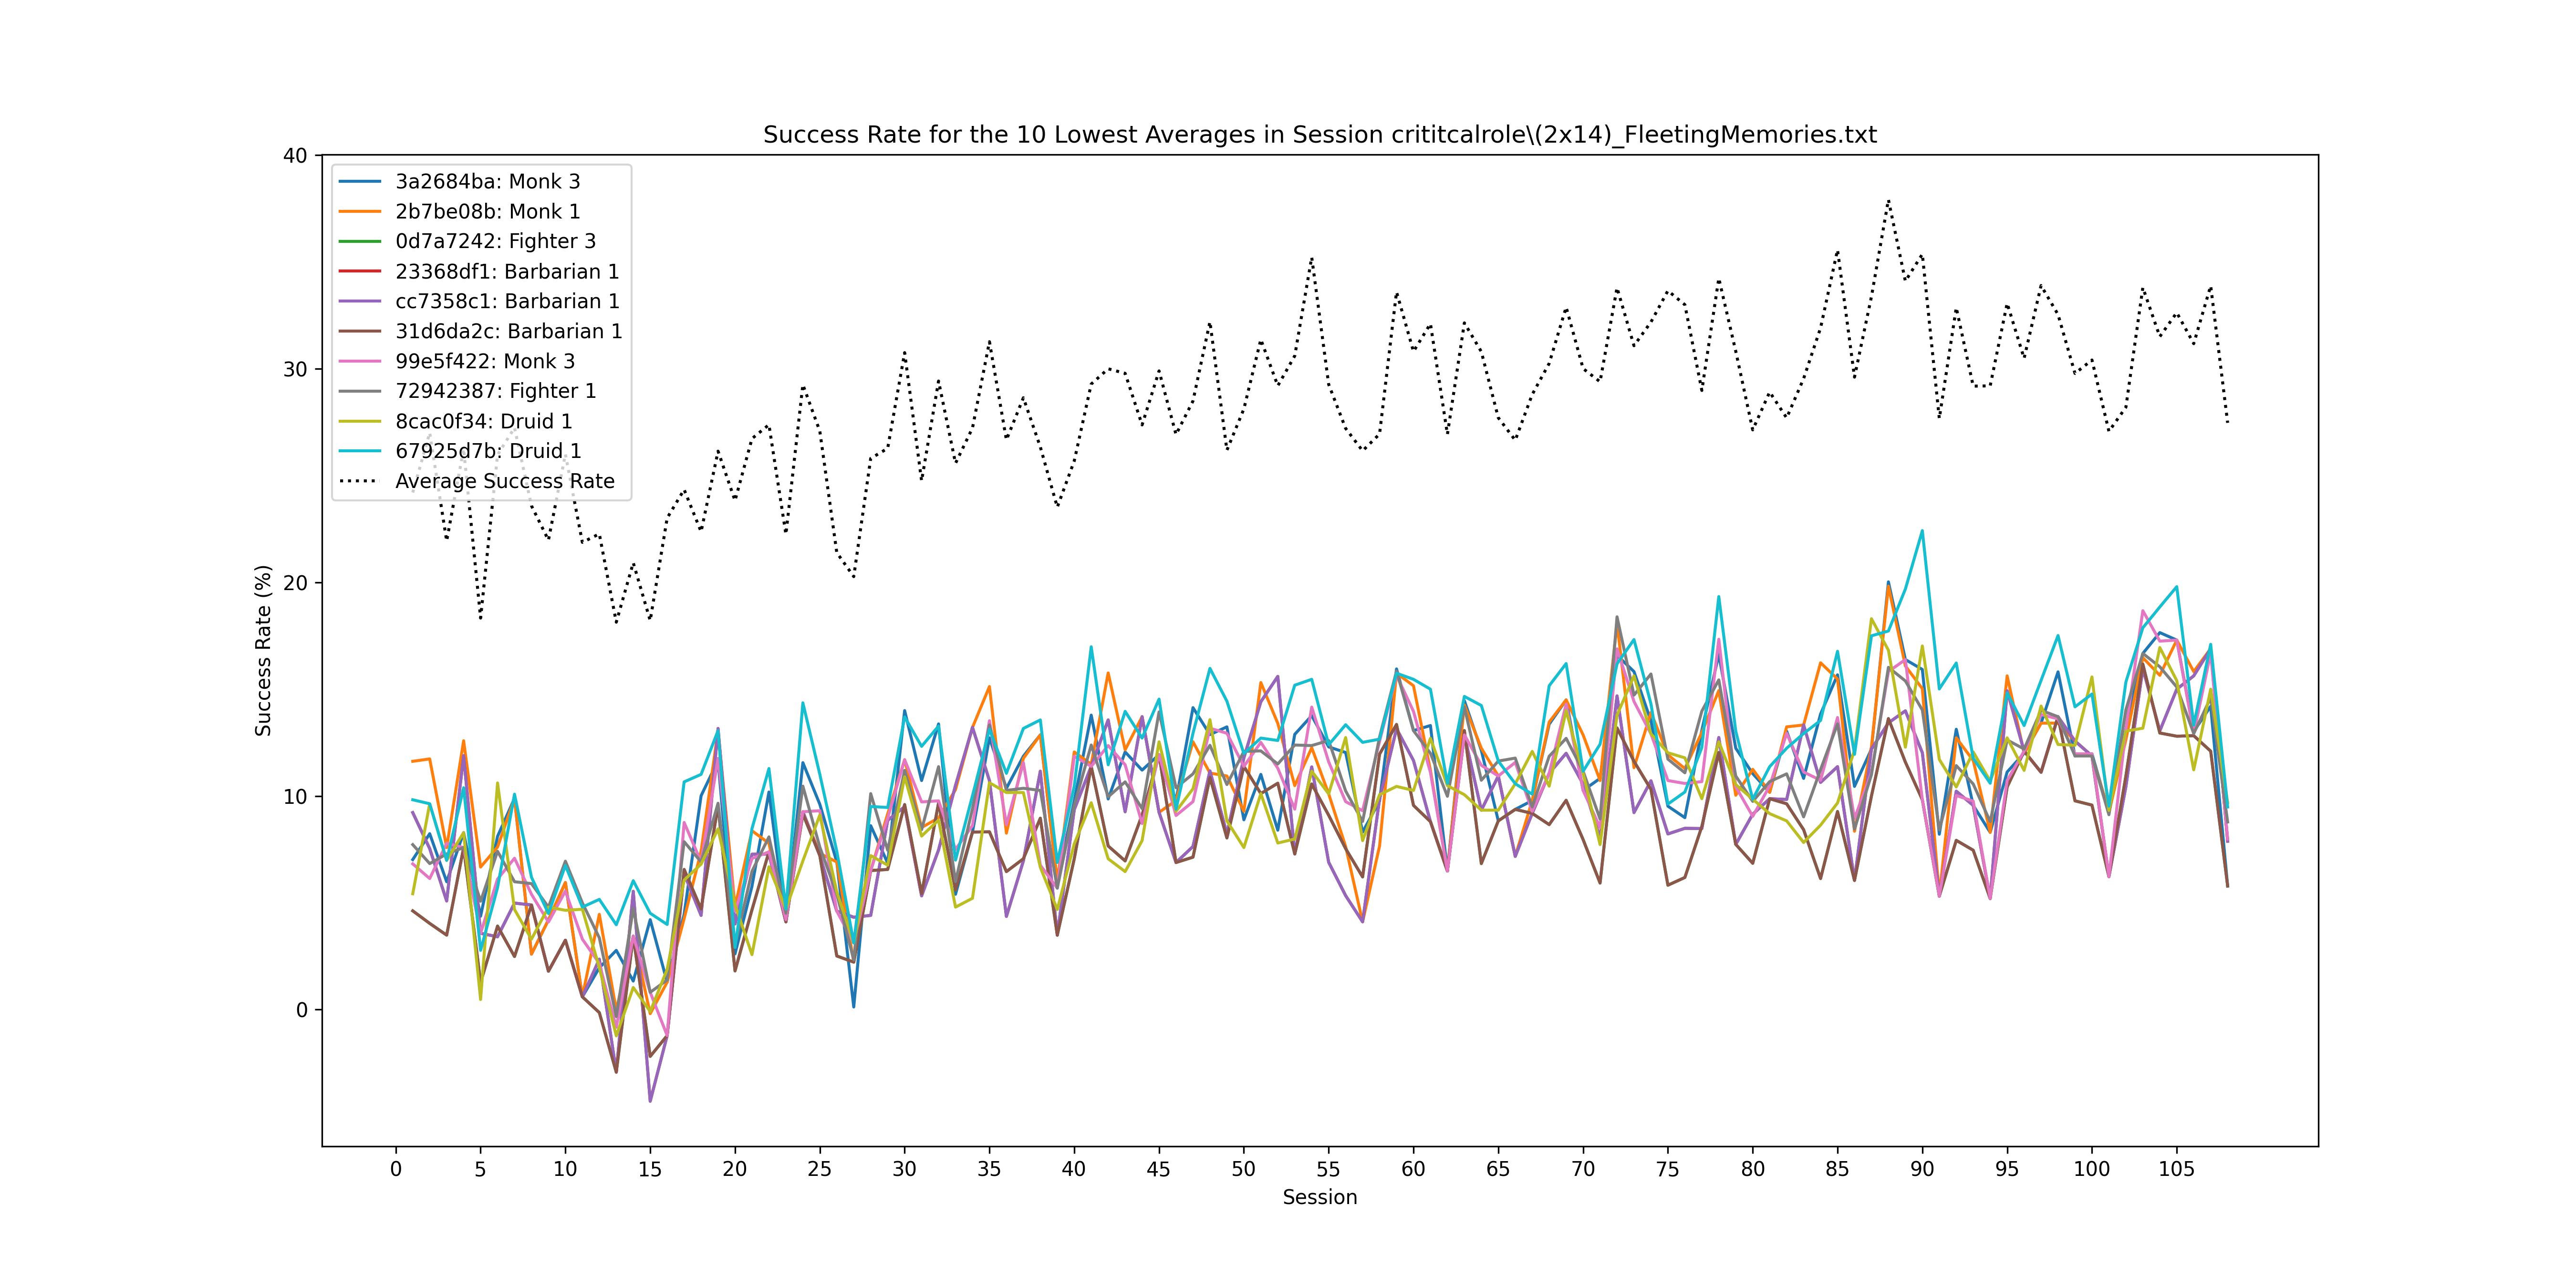 Success Rate for the 10 Lowest Averages in Session crititcalrole\(2x14)_FleetingMemories.txt
40
30
20
10
0
Success Rate (%)
3a2684ba: Monk 3
2b7be08b: Monk 1
0d7a7242: Fighter 3
23368df1: Barbarian 1
cc7358c1: Barbarian 1
31d6da2c: Barbarian 1
99e5f422: Monk 3
72942387: Fighter 1
8cac0f34: Druid 1
67925d7b: Druid 1
Average Success Rate
0 5 10 15 20 25 30 35 40 45 50 55 60 65 70 75 80 85 90 95 100 105
Session